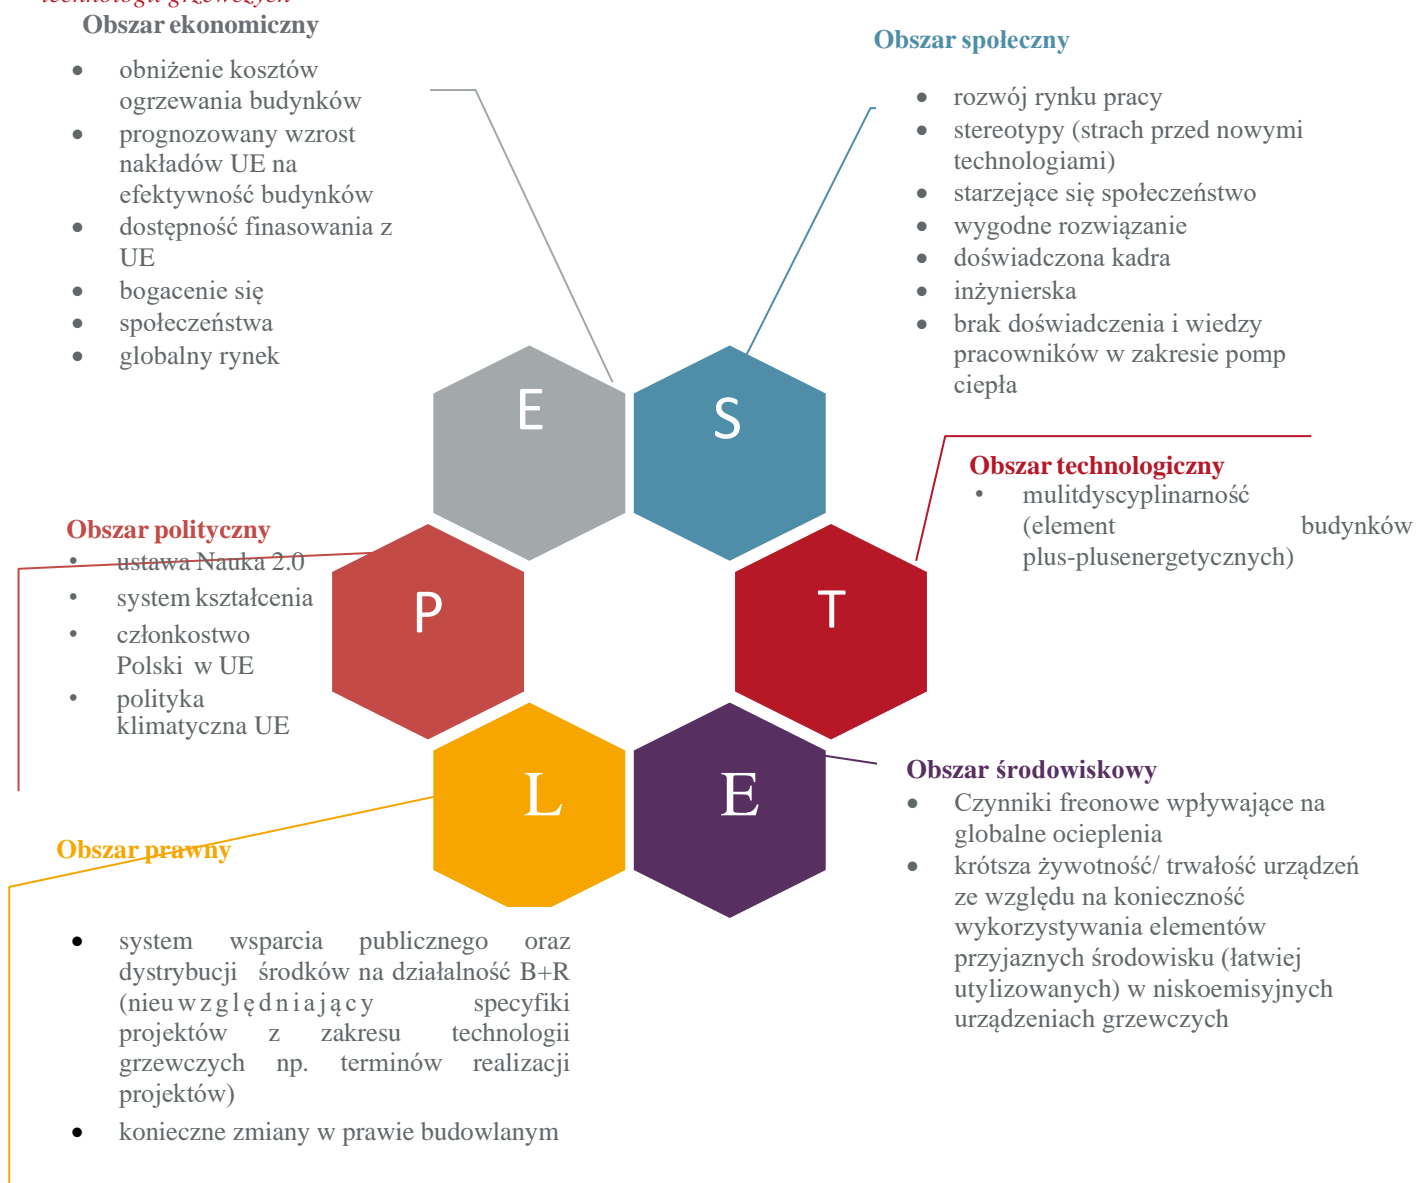 technologii grzewczych
Obszar ekonomiczny
• obniżenie kosztów
ogrzewania budynków
• prognozowany wzrost
nakładów UE na
efektywność budynków
• dostępność finasowania z
UE
• bogacenie się
• społeczeństwa
• globalny rynek
Obszar społeczny
• rozwój rynku pracy
• stereotypy (strach przed nowymi
technologiami)
• starzejące się społeczeństwo
• wygodne rozwiązanie
• doświadczona kadra
• inżynierska
• brak doświadczenia i wiedzy
pracowników w zakresie pomp
ciepła
E
S
Obszar technologiczny
• mulitdyscyplinarność
(element budynków
plus-plusenergetycznych)
Obszar polityczny
• ustawa Nauka 2.0
• system kształcenia
• członkostwo
Polski w UE
• polityka
klimatyczna UE
P
T
L
E
Obszar środowiskowy
• Czynniki freonowe wpływające na
globalne ocieplenia
• krótsza żywotność/ trwałość urządzeń
ze względu na konieczność
wykorzystywania elementów
przyjaznych środowisku (łatwiej
utylizowanych) w niskoemisyjnych
urządzeniach grzewczych
Obszar prawny
• system wsparcia publicznego oraz
dystrybucji środków na działalność B+R
(nieuwzględniający specyfiki
projektów z zakresu technologii
grzewczych np. terminów realizacji
projektów)
• konieczne zmiany w prawie budowlanym